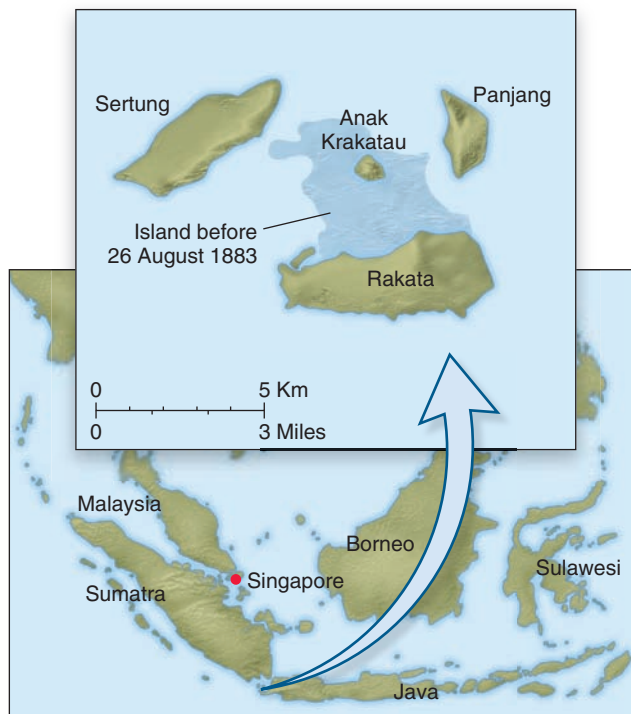 Sertung
Panjang
Anak
Krakatau
Island before
26 August 1883
Rakata
0 5 Km
0 3 Miles
Malaysia
Borneo
Singapore
Sulawesi
Sumatra
Java